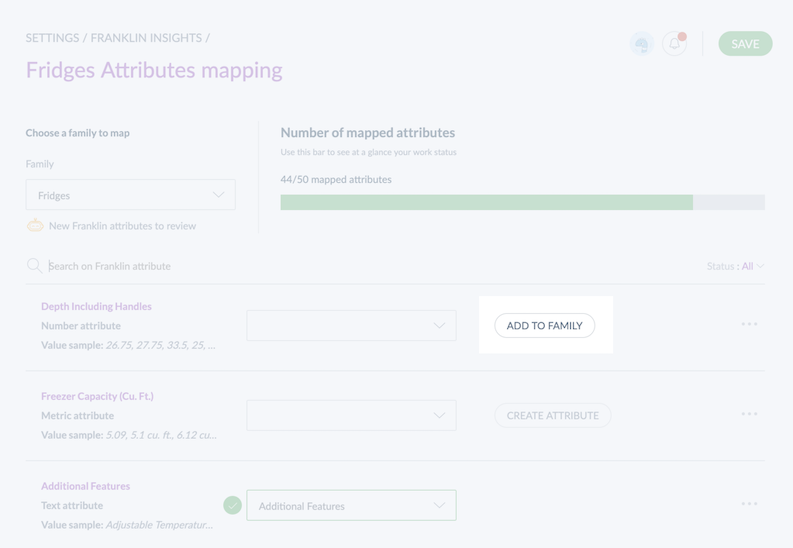 SETTINGS / FRANKLIN INSIGHTS /
SAVE
Fridges Attributes mapping
Choose a family to map
Family
Fridges
New Franklin attributes to review
Number of mapped attributes
Use this bar to see at a glance your work status
44/50 mapped attributes
Search on Franklin attribute
Status : All
Depth Including Handles
Number attribute
Value sample: 26.75, 27.75, 33.5, 25, ...
ADD TO FAMILY
Freezer Capacity (Cu. Ft.)
Metric attribute
Value sample: 5.09, 5.1 cu. ft., 6.12 cu...
CREATE ATTRIBUTE
Additional Features
Text attribute
Value sample: Adjustable Temperatur...
Additional Features